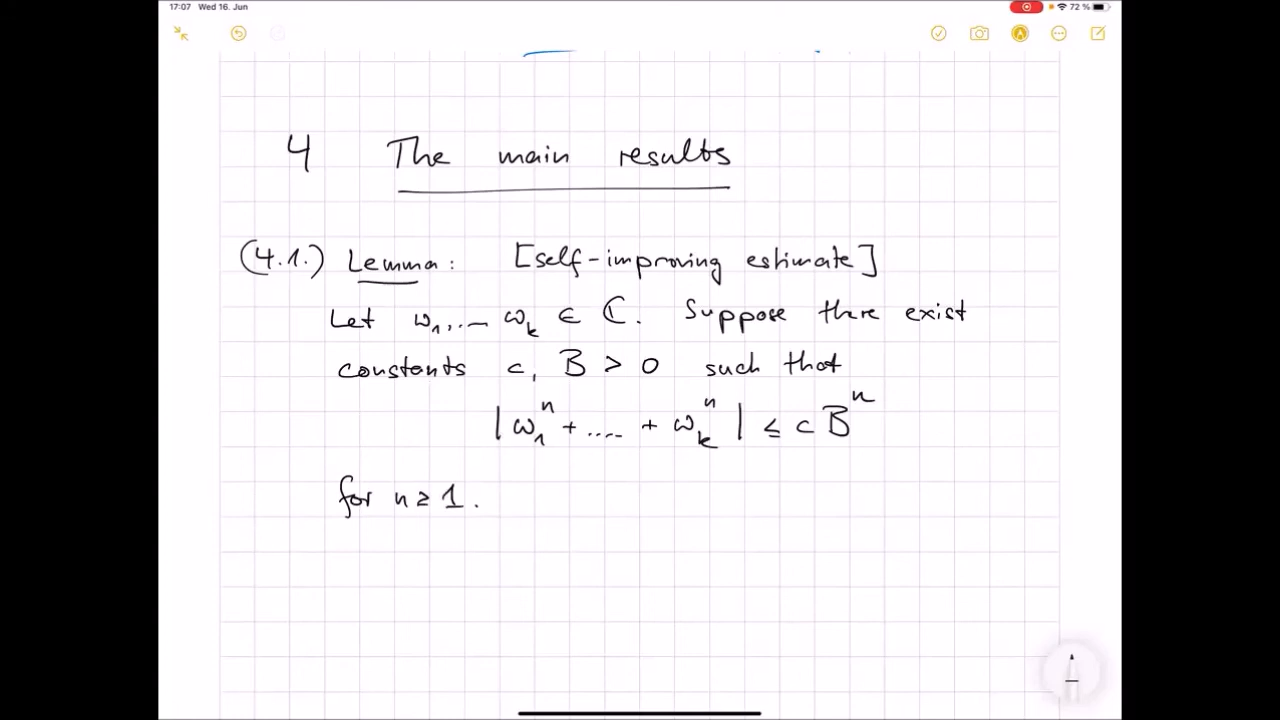 17:07 Wed 16. Jun 72 %
4 The main results
(4.1.) Lemma: [self-improving estimate]
Let ω₁,... ωₖ ∈ ℂ. Suppose there exist
constants c, B > 0 such that
|ω₁ⁿ + .... + ωₖⁿ| ≤ c Bⁿ
for n ≥ 1.